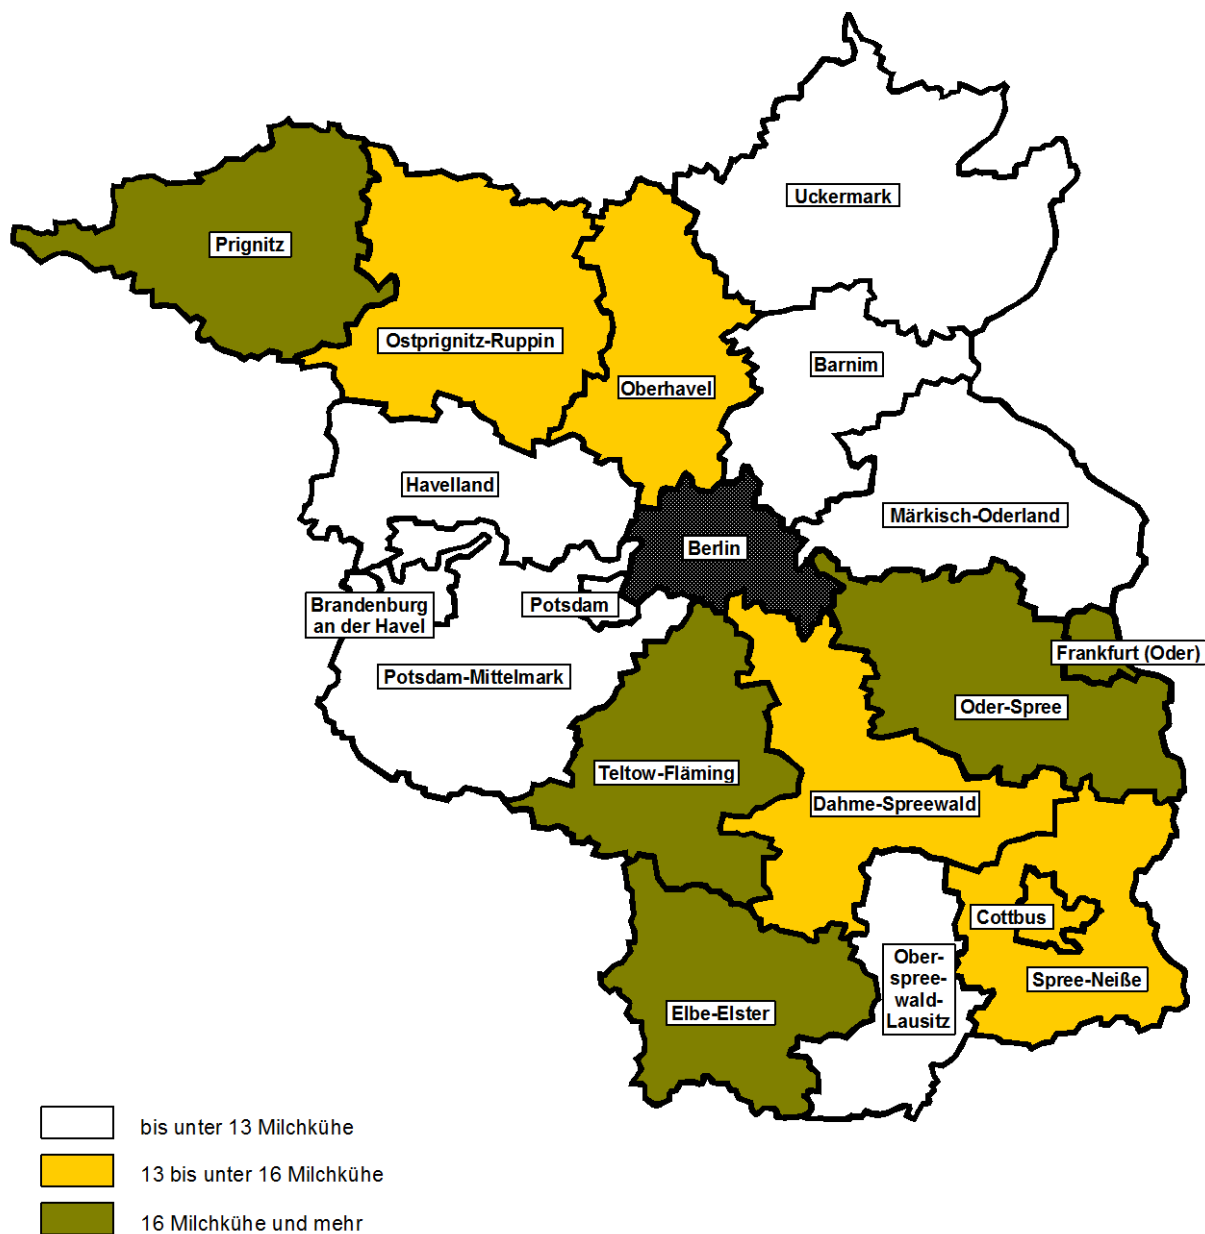 Uckermark
Prignitz
Ostprignitz-Ruppin
Barnim
Oberhavel
Havelland
Märkisch-Oderland
Berlin
Brandenburg
an der Havel
Potsdam
Frankfurt (Oder)
Potsdam-Mittelmark
Oder-Spree
Teltow-Fläming
Dahme-Spreewald
Cottbus
Ober-
spree-
wald-
Lausitz
Spree-Neiße
Elbe-Elster
bis unter 13 Milchkühe
13 bis unter 16 Milchkühe
16 Milchkühe und mehr